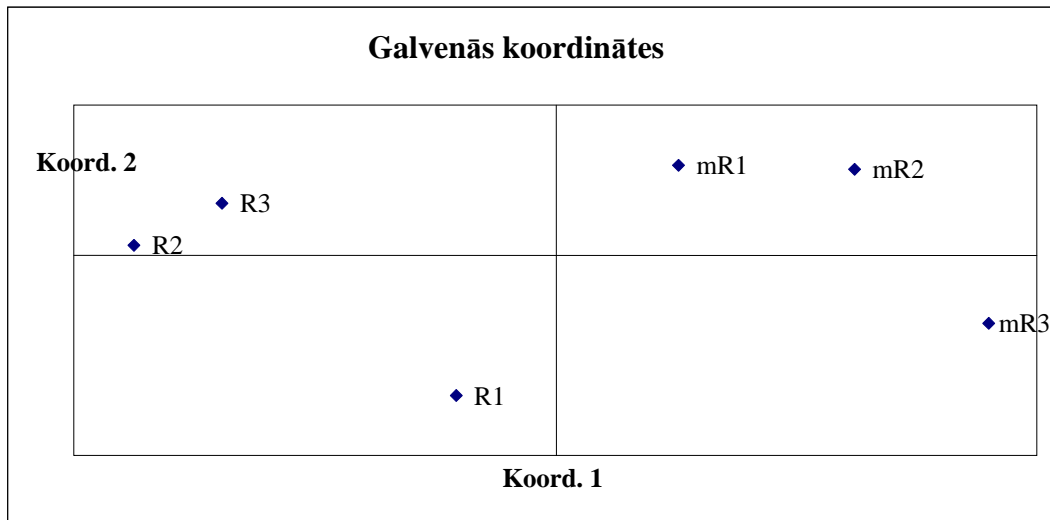 Galvenās koordinātes
Koord. 2
mR1
mR2
R3
R2
mR3
R1
Koord. 1